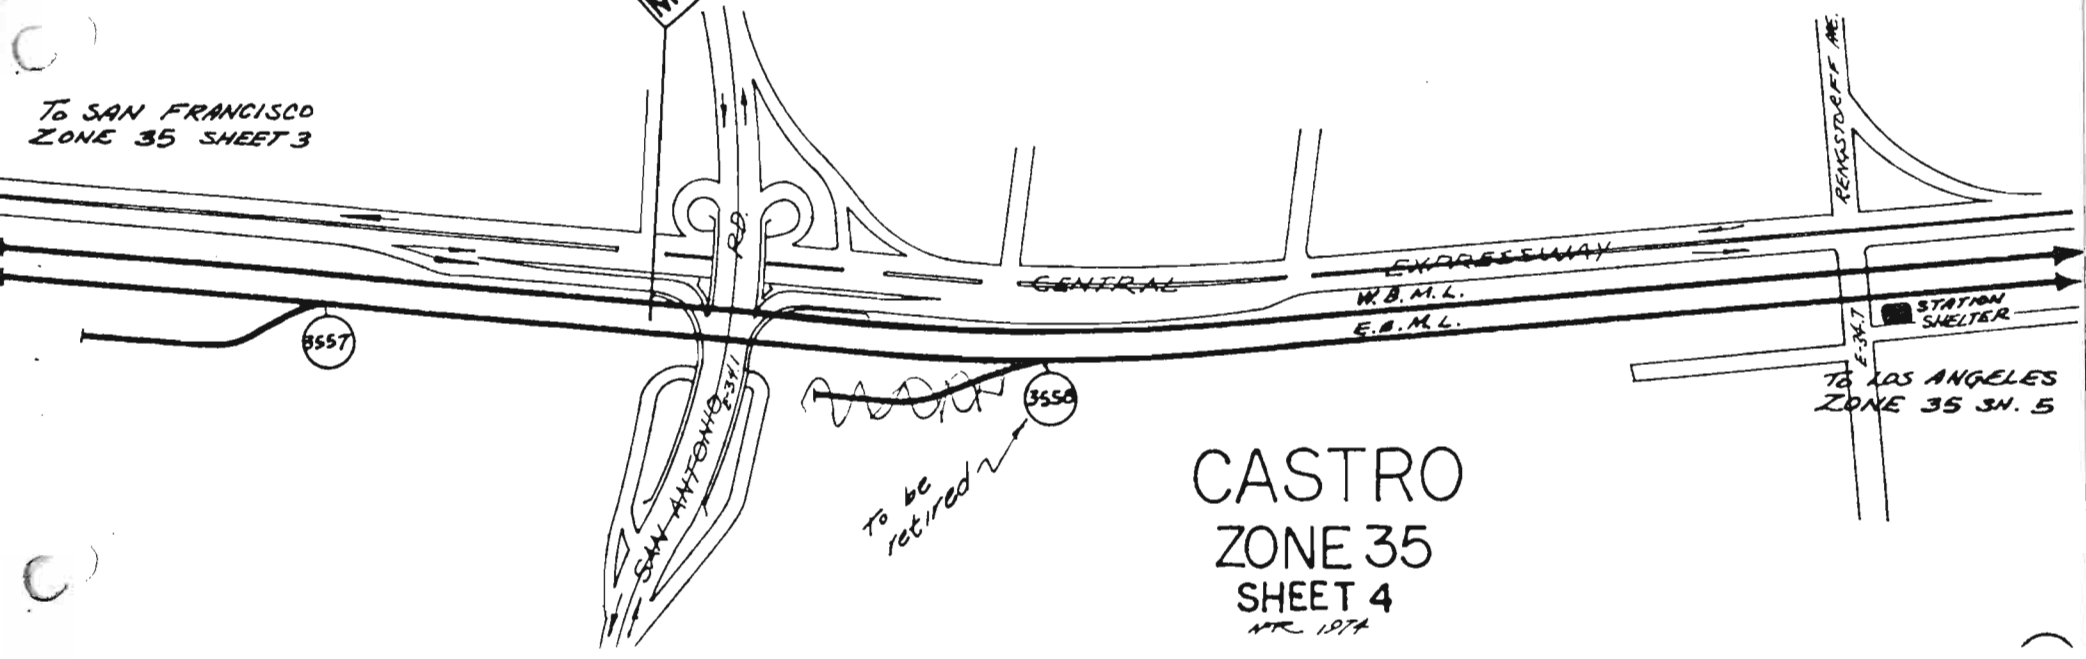 To SAN FRANCISCO
ZONE 35 SHEET 3
RD.
RENGSTORFF AVE.
CENTRAL
EXPRESSWAY
W.B.M.L.
E.B.M.L.
STATION
SHELTER
3557
E-34.1
3558
E-34.7
To LOS ANGELES
ZONE 35 SH. 5
SAN ANTONIO
To be
retired
CASTRO
ZONE 35
SHEET 4
1974